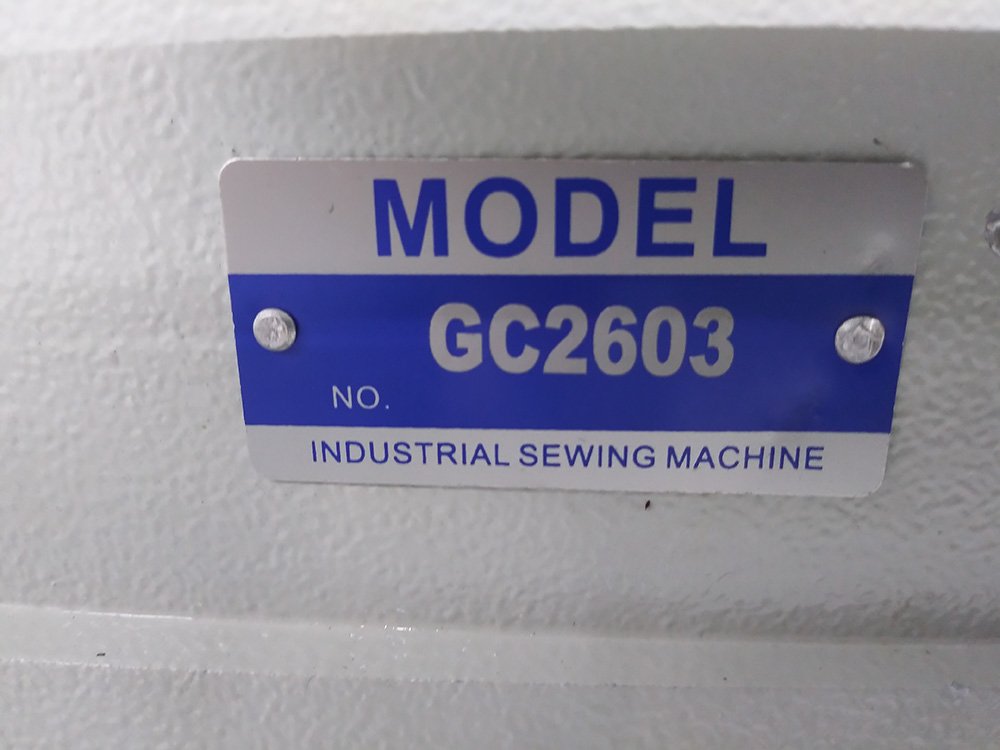 MODEL
GC2603
NO.
INDUSTRIAL SEWING MACHINE